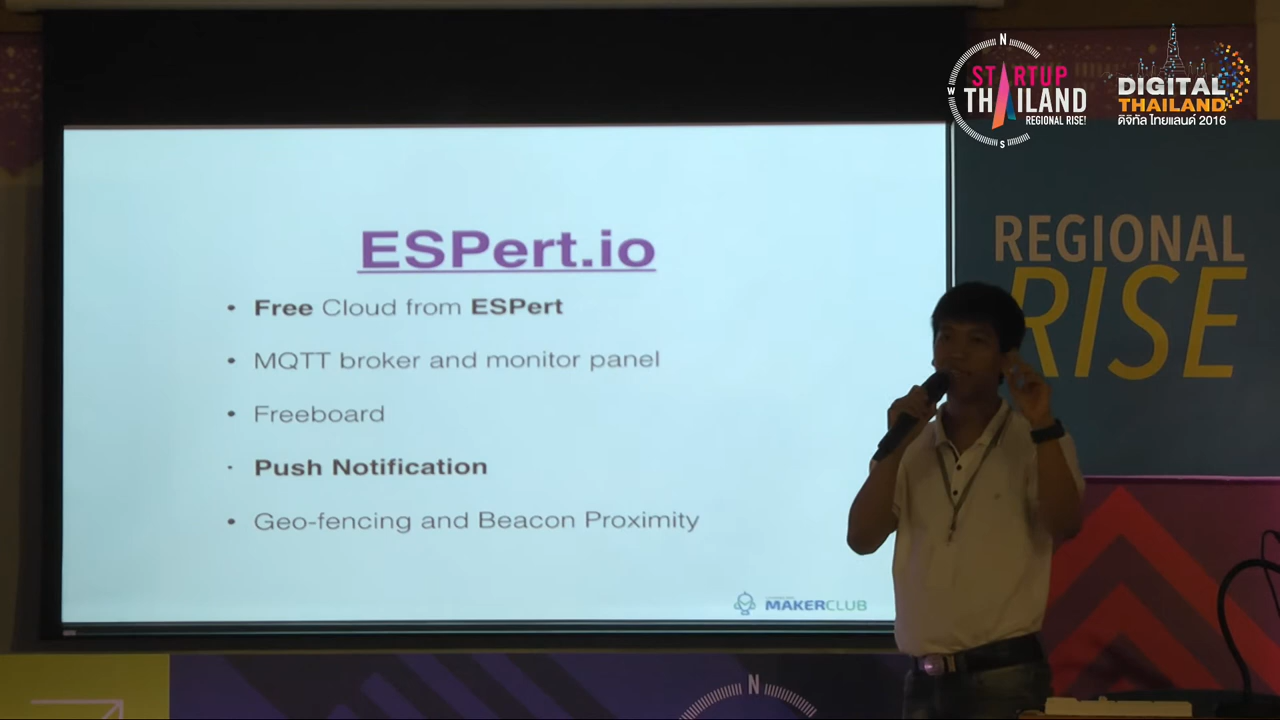 ESPert.io
• Free Cloud from ESPert
• MQTT broker and monitor panel
• Freeboard
• Push Notification
• Geo-fencing and Beacon Proximity
MAKERCLUB
N
W
STARTUP
THAILAND
REGIONAL RISE!
S
DIGITAL
THAILAND
ดิจิทัล ไทยแลนด์ 2016
REGIONAL
RISE
N